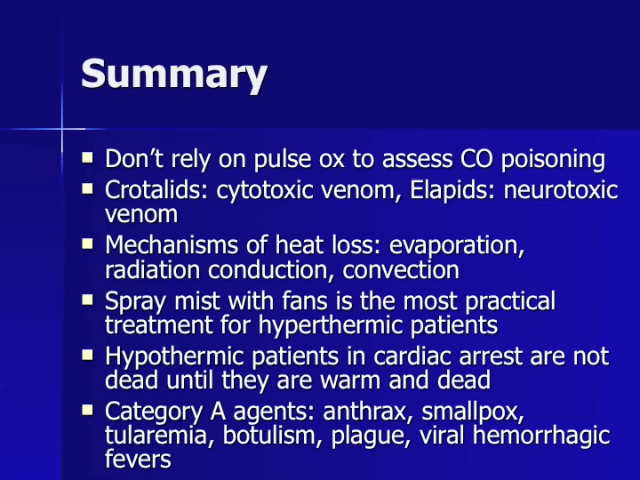 Summary
Don't rely on pulse ox to assess CO poisoning
Crotalids: cytotoxic venom, Elapids: neurotoxic
venom
Mechanisms of heat loss: evaporation,
radiation conduction, convection
Spray mist with fans is the most practical
treatment for hyperthermic patients
Hypothermic patients in cardiac arrest are not
dead until they are warm and dead
Category A agents: anthrax, smallpox,
tularemia, botulism, plague, viral hemorrhagic
fevers